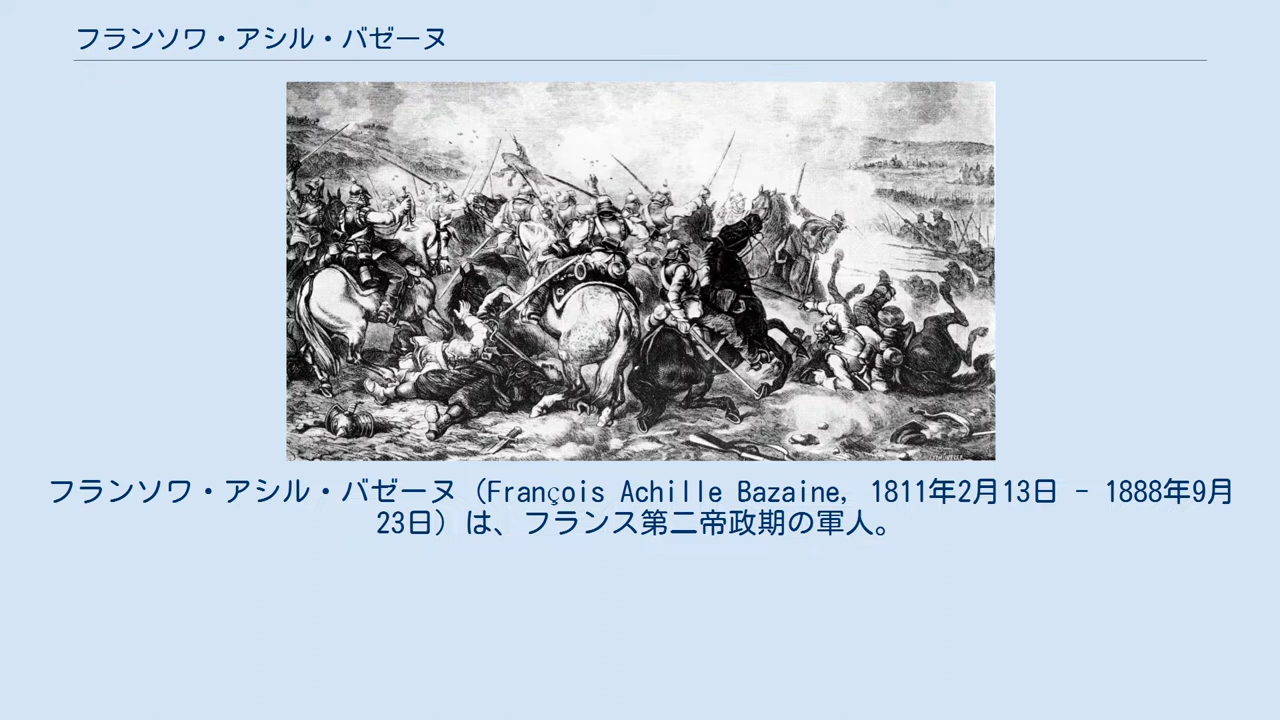 フランソワ・アシル・バゼーヌ
フランソワ・アシル・バゼーヌ（François Achille Bazaine, 1811年2月13日 - 1888年9月
23日）は、フランス第二帝政期の軍人。